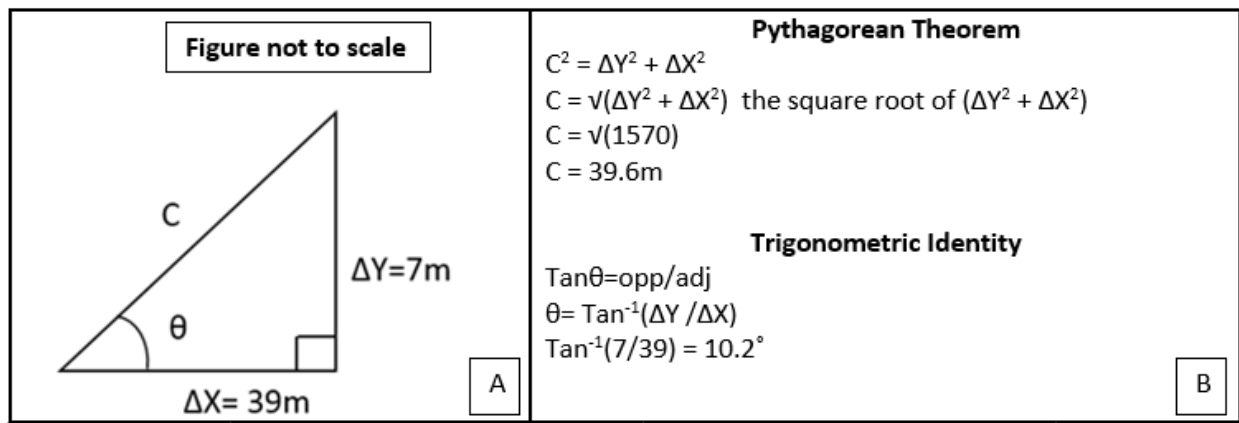 Figure not to scale
C
ΔY=7m
θ
ΔX= 39m
A
Pythagorean Theorem
C² = ΔY² + ΔX²
C = √(ΔY² + ΔX²)  the square root of (ΔY² + ΔX²)
C = √(1570)
C = 39.6m
Trigonometric Identity
Tanθ=opp/adj
θ= Tan⁻¹(ΔY /ΔX)
Tan⁻¹(7/39) = 10.2°
B